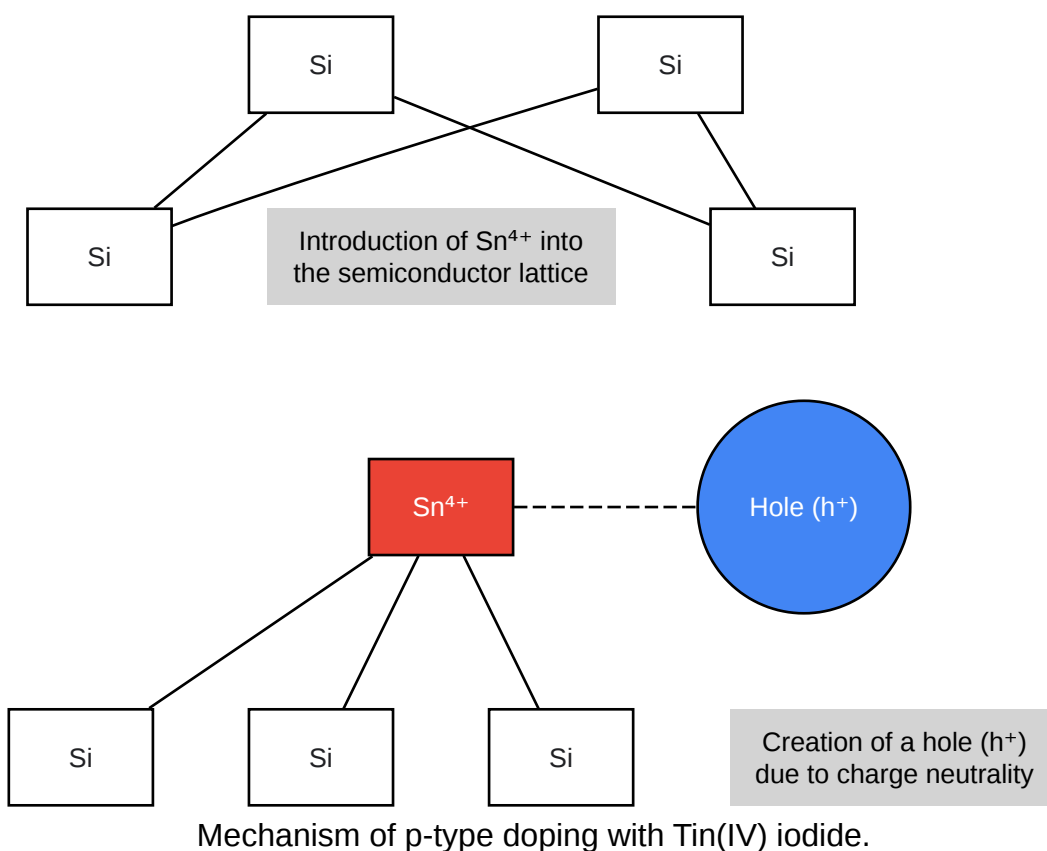 Si
Si
Si
Introduction of Sn⁴⁺ into
the semiconductor lattice
Si
Sn⁴⁺
Hole (h⁺)
Si
Si
Si
Creation of a hole (h⁺)
due to charge neutrality
Mechanism of p-type doping with Tin(IV) iodide.